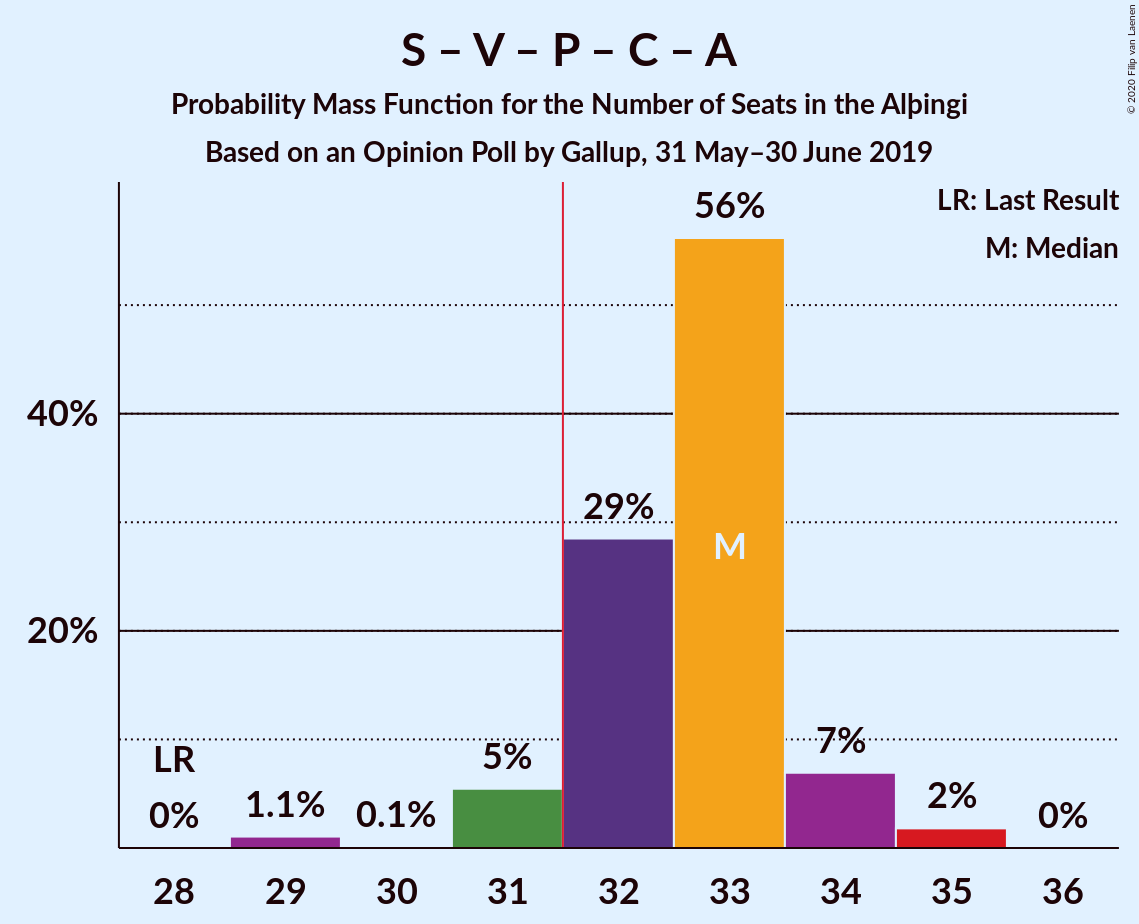 S – V – P – C – A
Probability Mass Function for the Number of Seats in the Alþingi
Based on an Opinion Poll by Gallup, 31 May–30 June 2019
© 2020 Filip van Laenen
LR: Last Result
M: Median
56%
40%
29%
M
20%
LR
0%
1.1%
0.1%
5%
7%
2%
0%
28 29 30 31 32 33 34 35 36